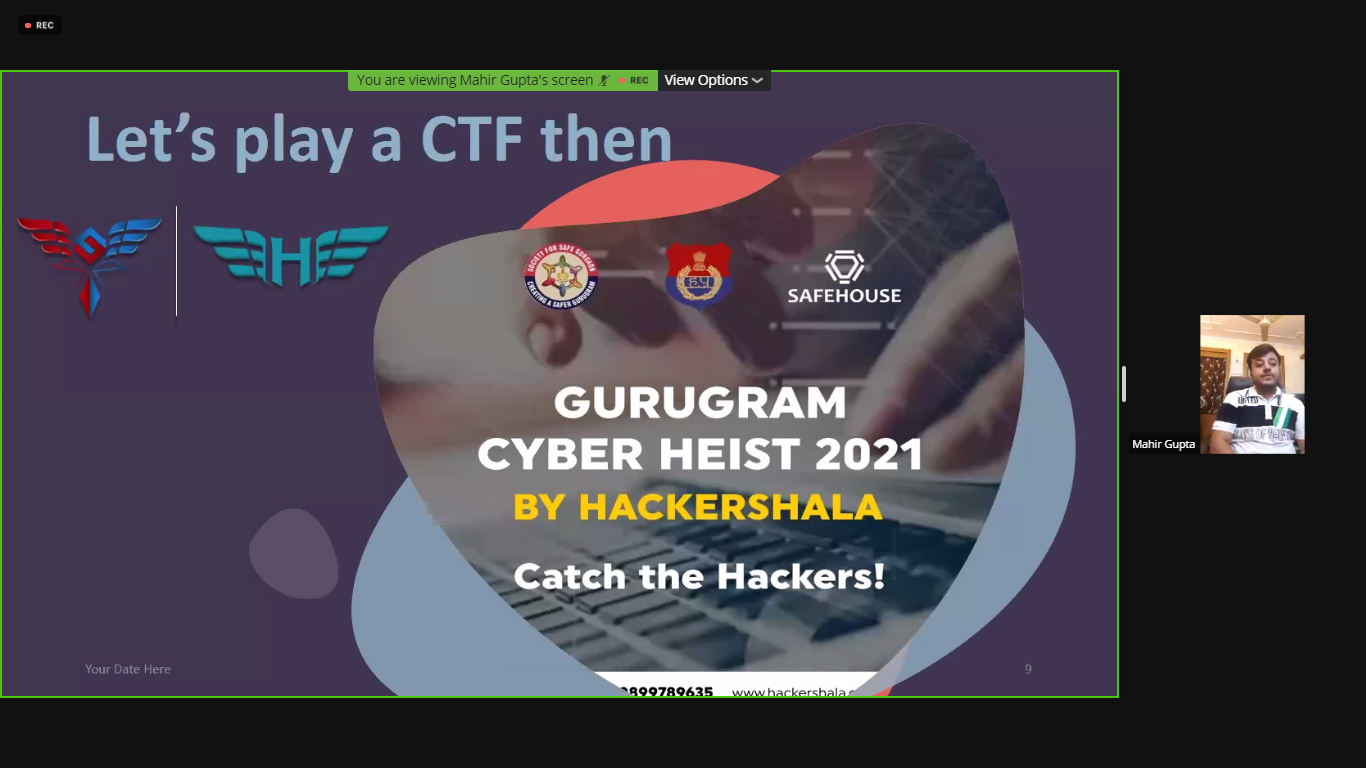 REC
You are viewing Mahir Gupta's screen REC View Options
Let's play a CTF then
H
SOCIETY FOR SAFE GURGAON
CREATING A SAFER GURUGRAM
SAFEHOUSE
GURUGRAM
CYBER HEIST 2021
BY HACKERSHALA
Catch the Hackers!
Your Date Here
9
899789635 www.hackershala.c
Mahir Gupta
UNITED